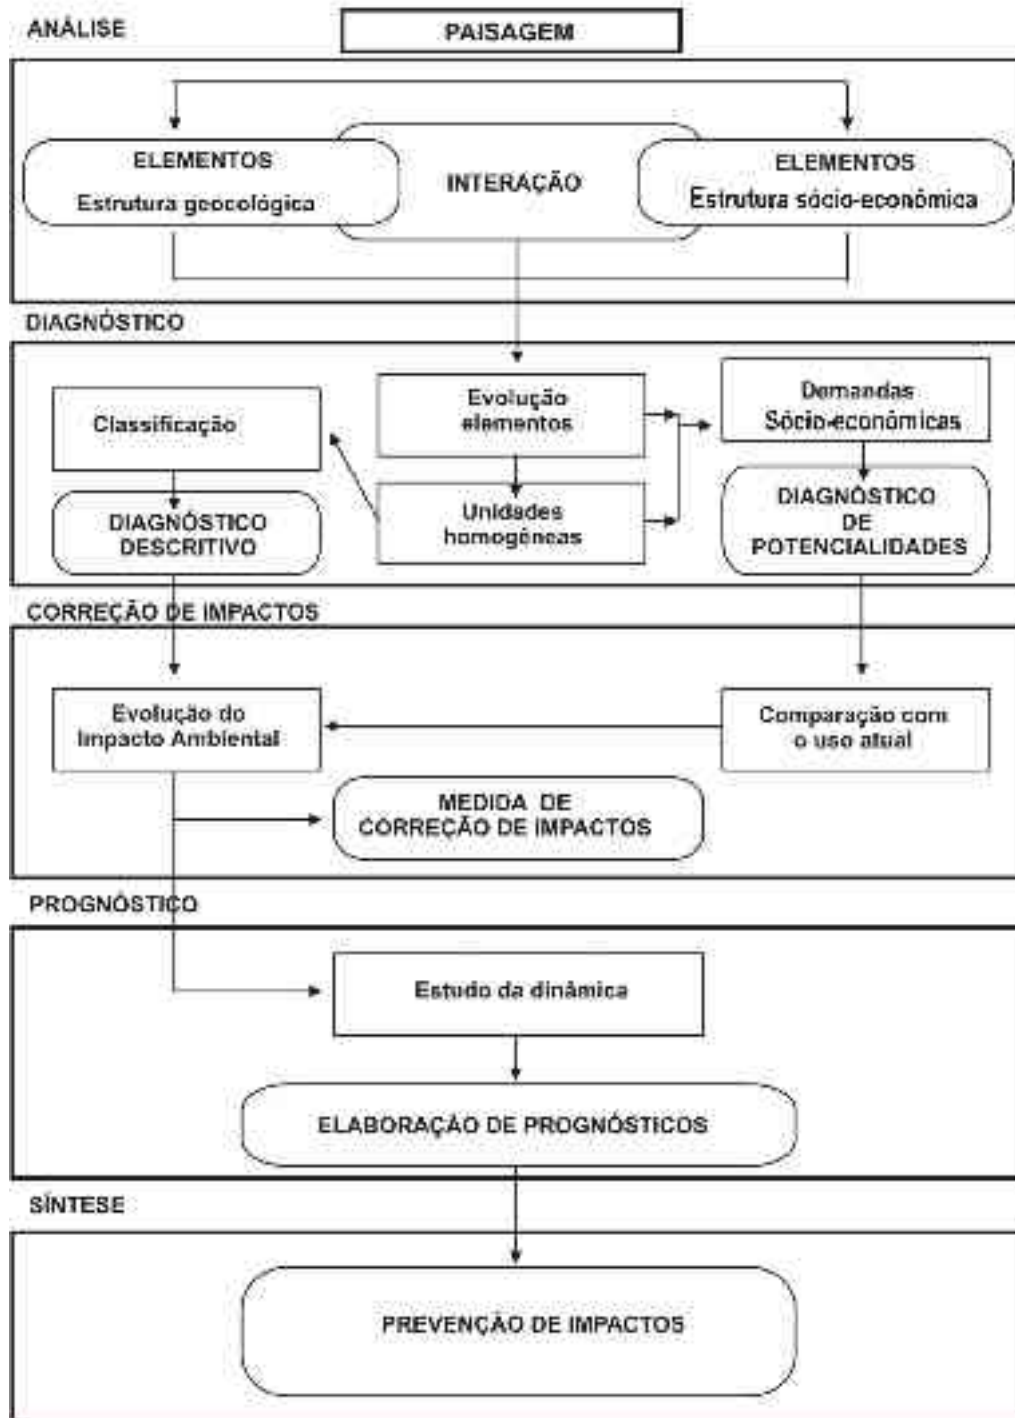 ANÁLISE
PAISAGEM
ELEMENTOS
Estrutura geocológica
INTERAÇÃO
ELEMENTOS
Estrutura sócio-econômica
DIAGNÓSTICO
Classificação
Evolução
elementos
Demandas
Sócio-econômicas
DIAGNÓSTICO
DESCRITIVO
Unidades
homogêneas
DIAGNÓSTICO
DE
POTENCIALIDADES
CORREÇÃO DE IMPACTOS
Evolução do
Impacto Ambiental
Comparação com
o uso atual
MEDIDA DE
CORREÇÃO DE IMPACTOS
PROGNÓSTICO
Estudo da dinâmica
ELABORAÇÃO DE PROGNÓSTICOS
SÍNTESE
PREVENÇÃO DE IMPACTOS